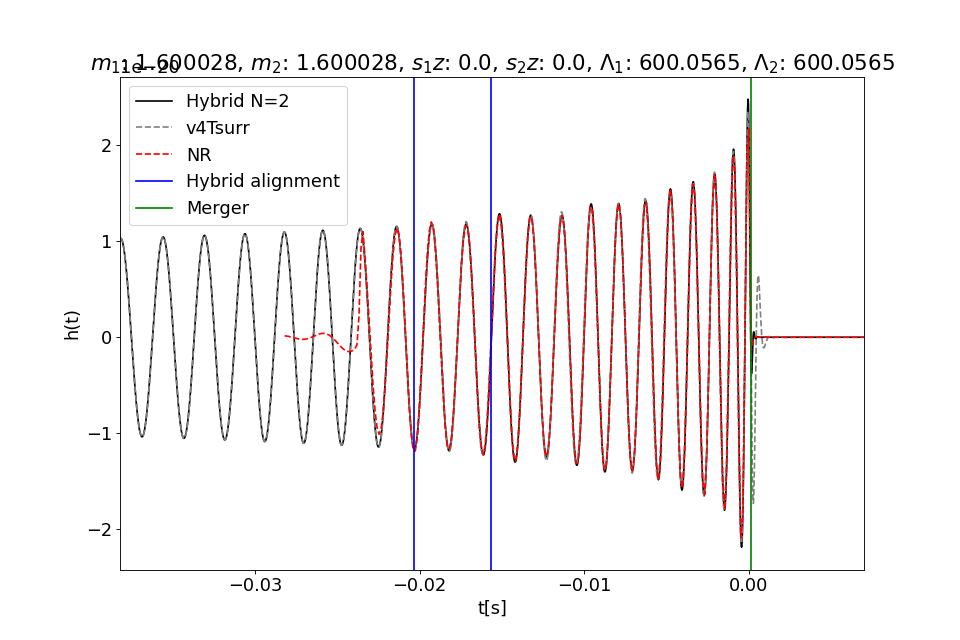 m₁: 1.600028, m₂: 1.600028, s₁z: 0.0, s₂z: 0.0, Λ₁: 600.0565, Λ₂: 600.0565
1e−20
Hybrid N=2
v4Tsurr
NR
Hybrid alignment
Merger
2
1
0
−1
−2
h(t)
−0.03 −0.02 −0.01 0.00
t[s]